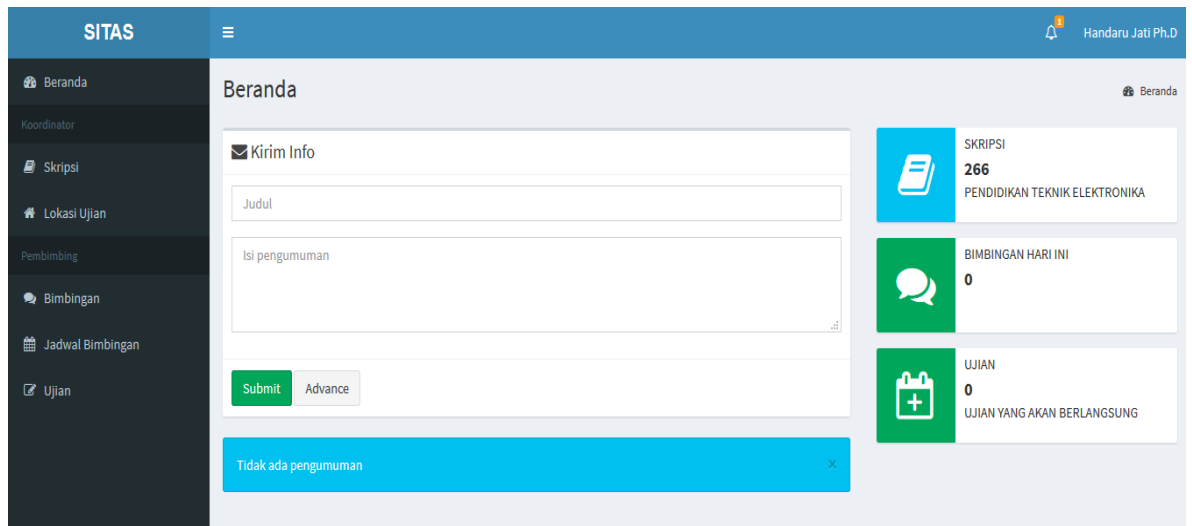 SITAS
1
Handaru Jati Ph.D
Beranda
Koordinator
Skripsi
Lokasi Ujian
Pembimbing
Bimbingan
Jadwal Bimbingan
Ujian
Beranda
Beranda
Kirim Info
Judul
Isi pengumuman
Submit
Advance
Tidak ada pengumuman
x
SKRIPSI
266
PENDIDIKAN TEKNIK ELEKTRONIKA
BIMBINGAN HARI INI
0
UJIAN
0
UJIAN YANG AKAN BERLANGSUNG